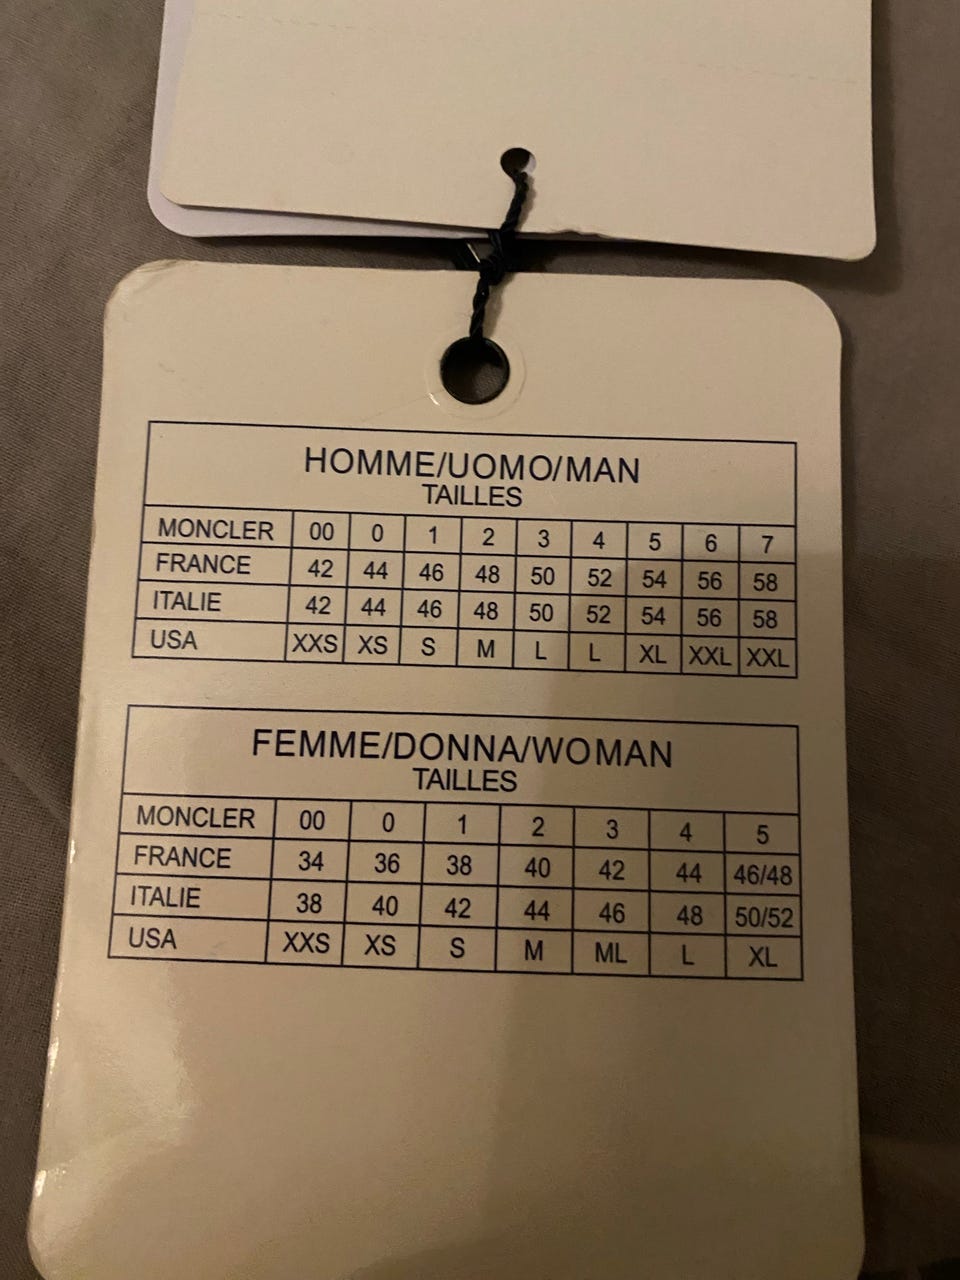 HOMME/UOMO/MAN
TAILLES
MONCLER 00 0 1 2 3 4 5 6 7
FRANCE 42 44 46 48 50 52 54 56 58
ITALIE 42 44 46 48 50 52 54 56 58
USA XXS XS S M L L XL XXL XXL
FEMME/DONNA/WOMAN
TAILLES
MONCLER 00 0 1 2 3 4 5
FRANCE 34 36 38 40 42 44 46/48
ITALIE 38 40 42 44 46 48 50/52
USA XXS XS S M ML L XL